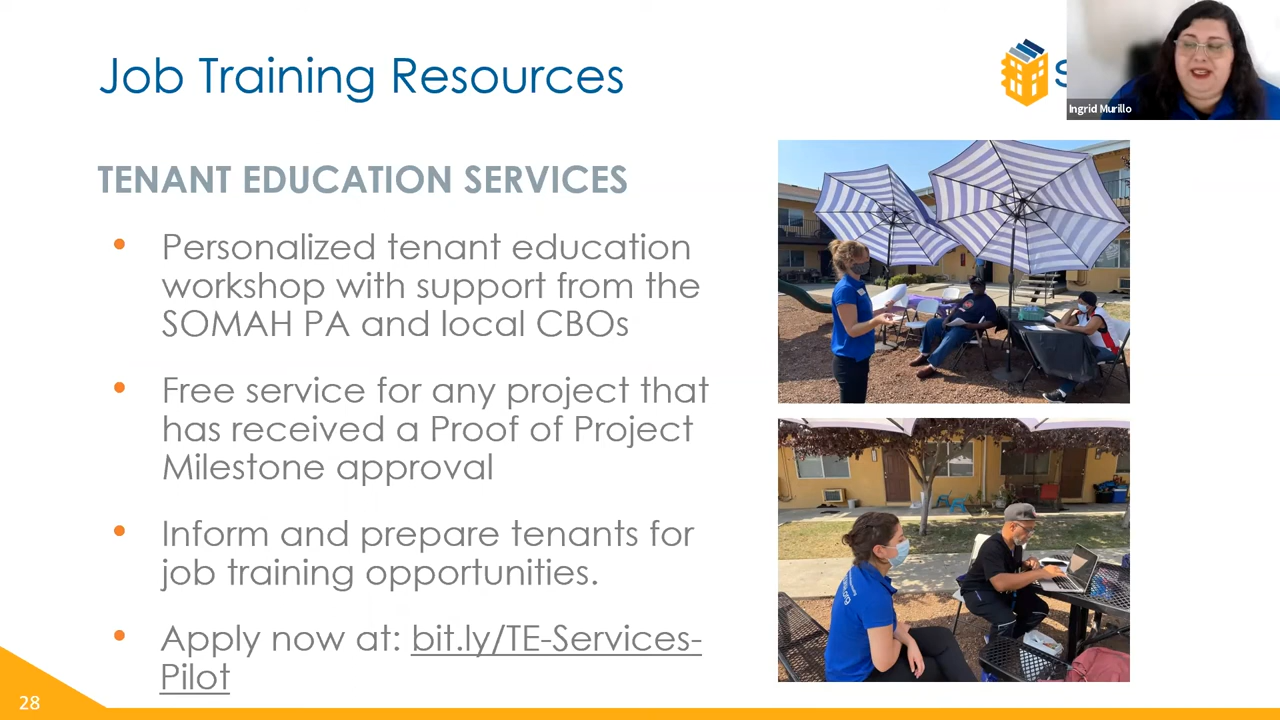 Job Training Resources
Ingrid Murillo
TENANT EDUCATION SERVICES
• Personalized tenant education
workshop with support from the
SOMAH PA and local CBOs
• Free service for any project that
has received a Proof of Project
Milestone approval
• Inform and prepare tenants for
job training opportunities.
• Apply now at: bit.ly/TE-Services-
Pilot
28